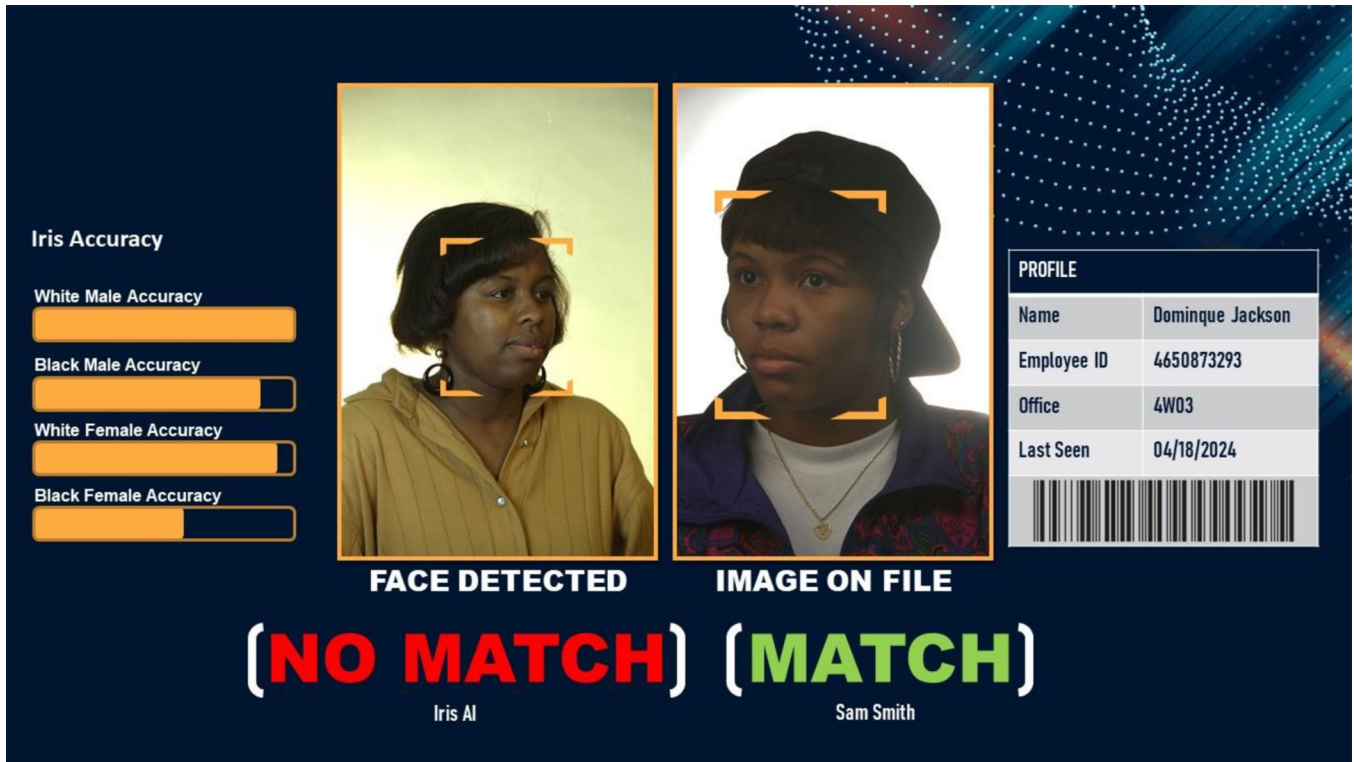 Iris Accuracy
White Male Accuracy
Black Male Accuracy
White Female Accuracy
Black Female Accuracy
FACE DETECTED
IMAGE ON FILE
(NO MATCH)
(MATCH)
Iris AI
Sam Smith
PROFILE
Name Dominque Jackson
Employee ID 4650873293
Office 4W03
Last Seen 04/18/2024